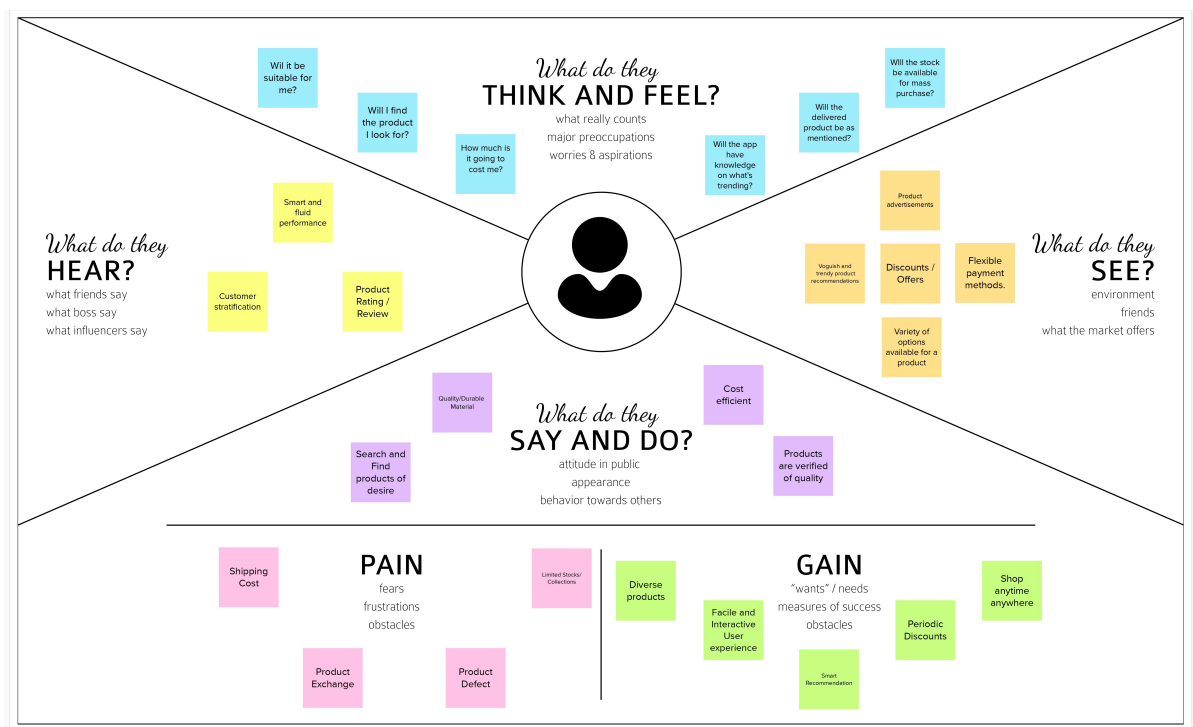 What do they
THINK AND FEEL?
what really counts
major preoccupations
worries & aspirations
Wil it be
suitable for
me?
Will I find
the product
I look for?
How much is
it going to
cost me?
Will the app
have
knowledge
on what's
trending?
Will the
delivered
product be as
mentioned?
WIll the stock
be available
for mass
purchase?
What do they
HEAR?
what friends say
what boss say
what influencers say
Smart and
fluid
performance
Customer
stratification
Product
Rating /
Review
What do they
SEE?
environment
friends
what the market offers
Product
advertisements
Voguish and
trendy product
recommendations
Discounts /
Offers
Flexible
payment
methods.
Variety of
options
available for a
product
What do they
SAY AND DO?
attitude in public
appearance
behavior towards others
Quality/Durable
Material
Search and
Find
products of
desire
Cost
efficient
Products
are verified
of quality
PAIN
fears
frustrations
obstacles
Shipping
Cost
Limited Stocks/
Collections
Product
Exchange
Product
Defect
GAIN
“wants” / needs
measures of success
obstacles
Diverse
products
Facile and
Interactive
User
experience
Smart
Recommendation
Periodic
Discounts
Shop
anytime
anywhere